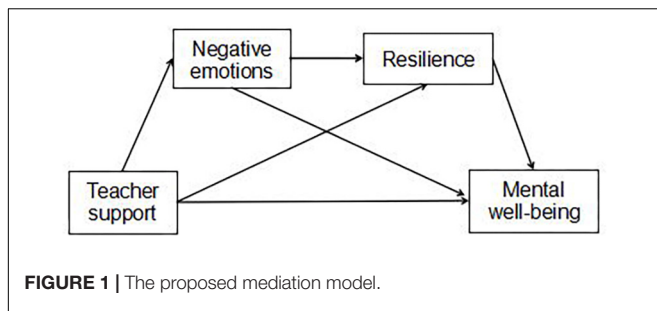 Negative
emotions
Resilience
Teacher
support
Mental
well-being
FIGURE 1 | The proposed mediation model.